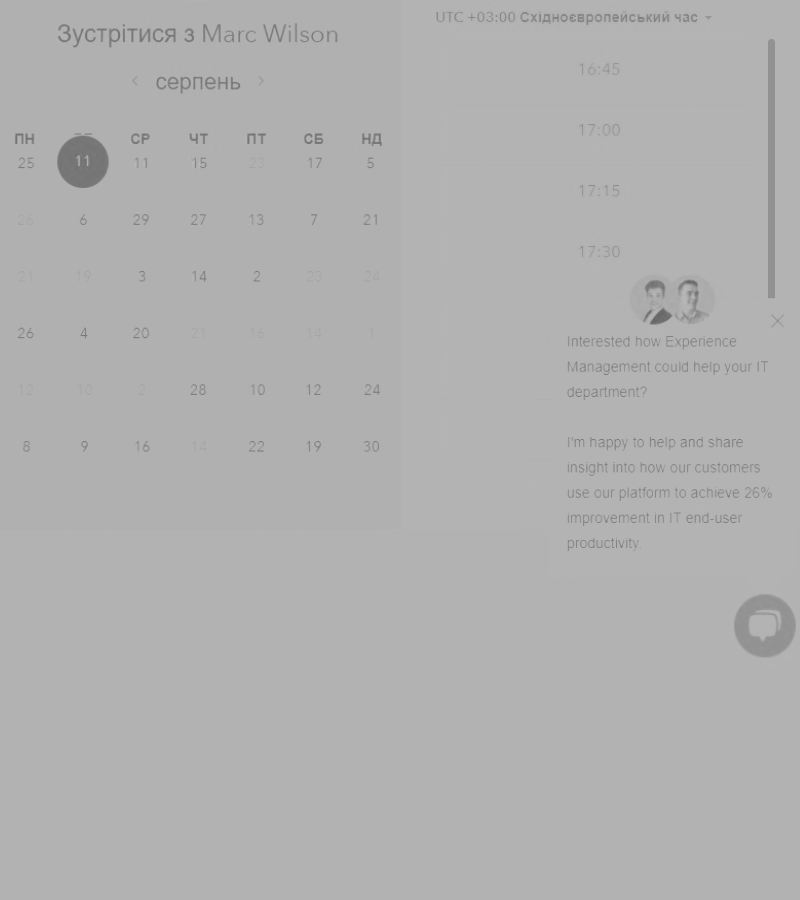 Зустрітися з Marc Wilson
серпень
ПН СР ЧТ ПТ СБ НД
25 11 11 15 23 17 5
26 6 29 27 13 7 21
21 19 3 14 2 23 24
26 4 20 21 16 14 1
12 10 2 28 10 12 24
8 9 16 14 22 19 30
UTC +03:00 Східноєвропейський час
16:45
17:00
17:15
17:30
Interested how Experience
Management could help your IT
department?
I'm happy to help and share
insight into how our customers
use our platform to achieve 26%
improvement in IT end-user
productivity.